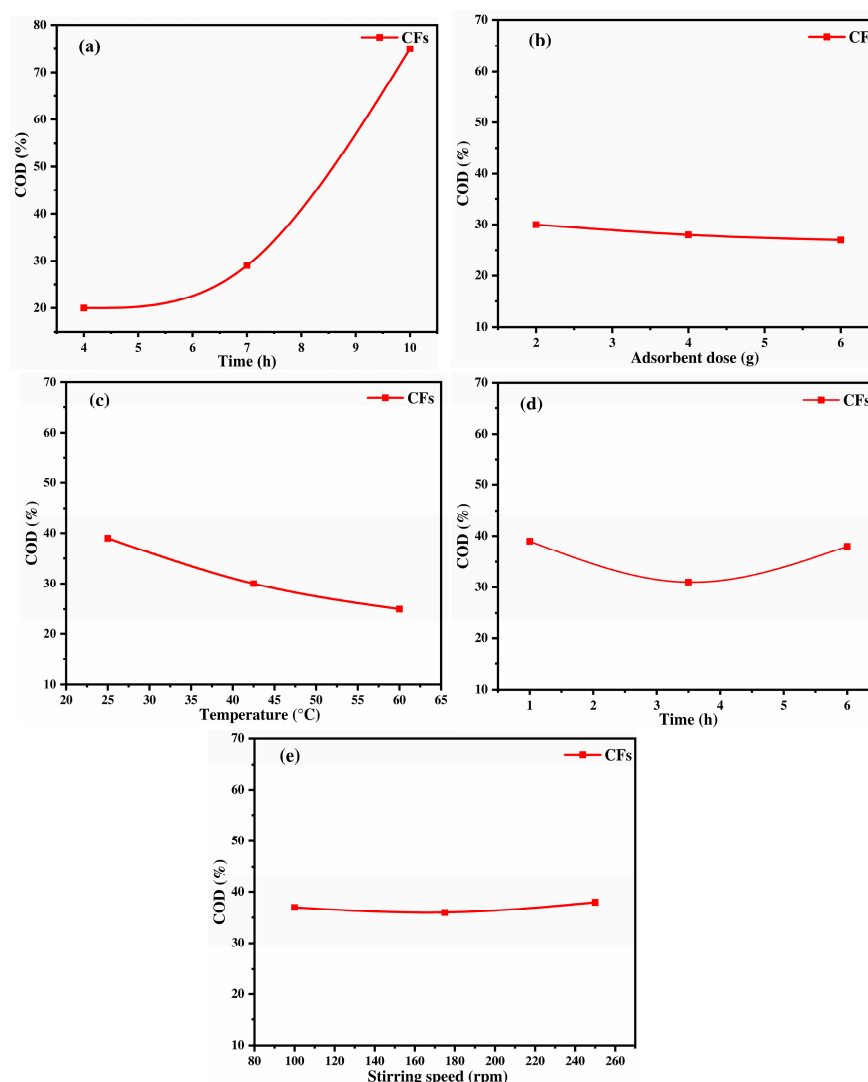 (a)
CFs
COD (%)
80
70
60
50
40
30
20
4 5 6 7 8 9 10
Time (h)
(b)
CFs
COD (%)
70
60
50
40
30
20
10
2 3 4 5 6
Adsorbent dose (g)
(c)
CFs
COD (%)
70
60
50
40
30
20
10
20 25 30 35 40 45 50 55 60 65
Temperature (°C)
(d)
CFs
COD (%)
70
60
50
40
30
20
10
1 2 3 4 5 6
Time (h)
(e)
CFs
COD (%)
70
60
50
40
30
20
10
80 100 120 140 160 180 200 220 240 260
Stirring speed (rpm)